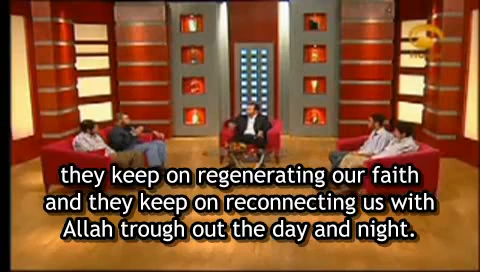 they keep on regenerating our faith
and they keep on reconnecting us with
Allah trough out the day and night.